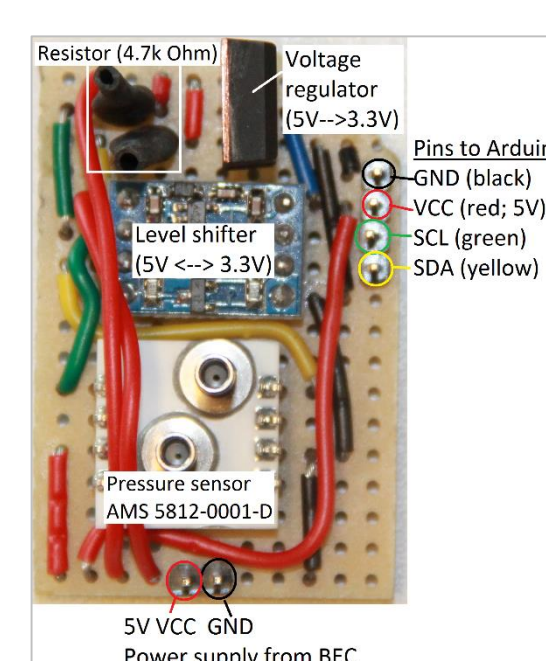 Resistor (4.7k Ohm)
Voltage
regulator
(5V-->3.3V)
Pins to Arduin
GND (black)
VCC (red; 5V)
SCL (green)
SDA (yellow)
Level shifter
(5V <--> 3.3V)
Pressure sensor
AMS 5812-0001-D
5V VCC GND
Power supply from BEC